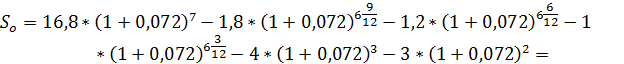 Sₒ = 16,8 * (1 + 0,072)⁷ − 1,8 * (1 + 0,072)^(6 9/12) − 1,2 * (1 + 0,072)^(6 6/12) − 1
* (1 + 0,072)^(6 3/12) − 4 * (1 + 0,072)³ − 3 * (1 + 0,072)² =